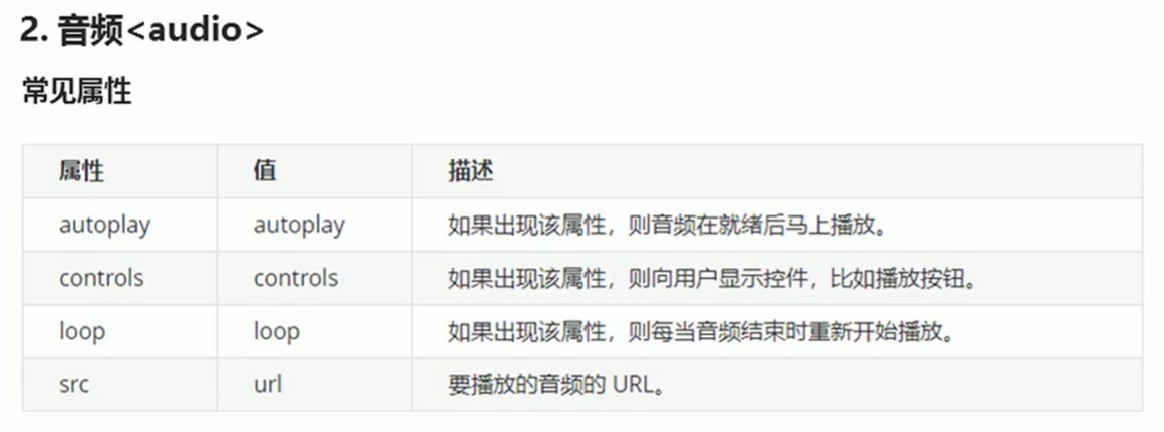 2. 音频<audio>
常见属性
属性 值 描述
autoplay autoplay 如果出现该属性，则音频在就绪后马上播放。
controls controls 如果出现该属性，则向用户显示控件，比如播放按钮。
loop loop 如果出现该属性，则每当音频结束时重新开始播放。
src url 要播放的音频的 URL。